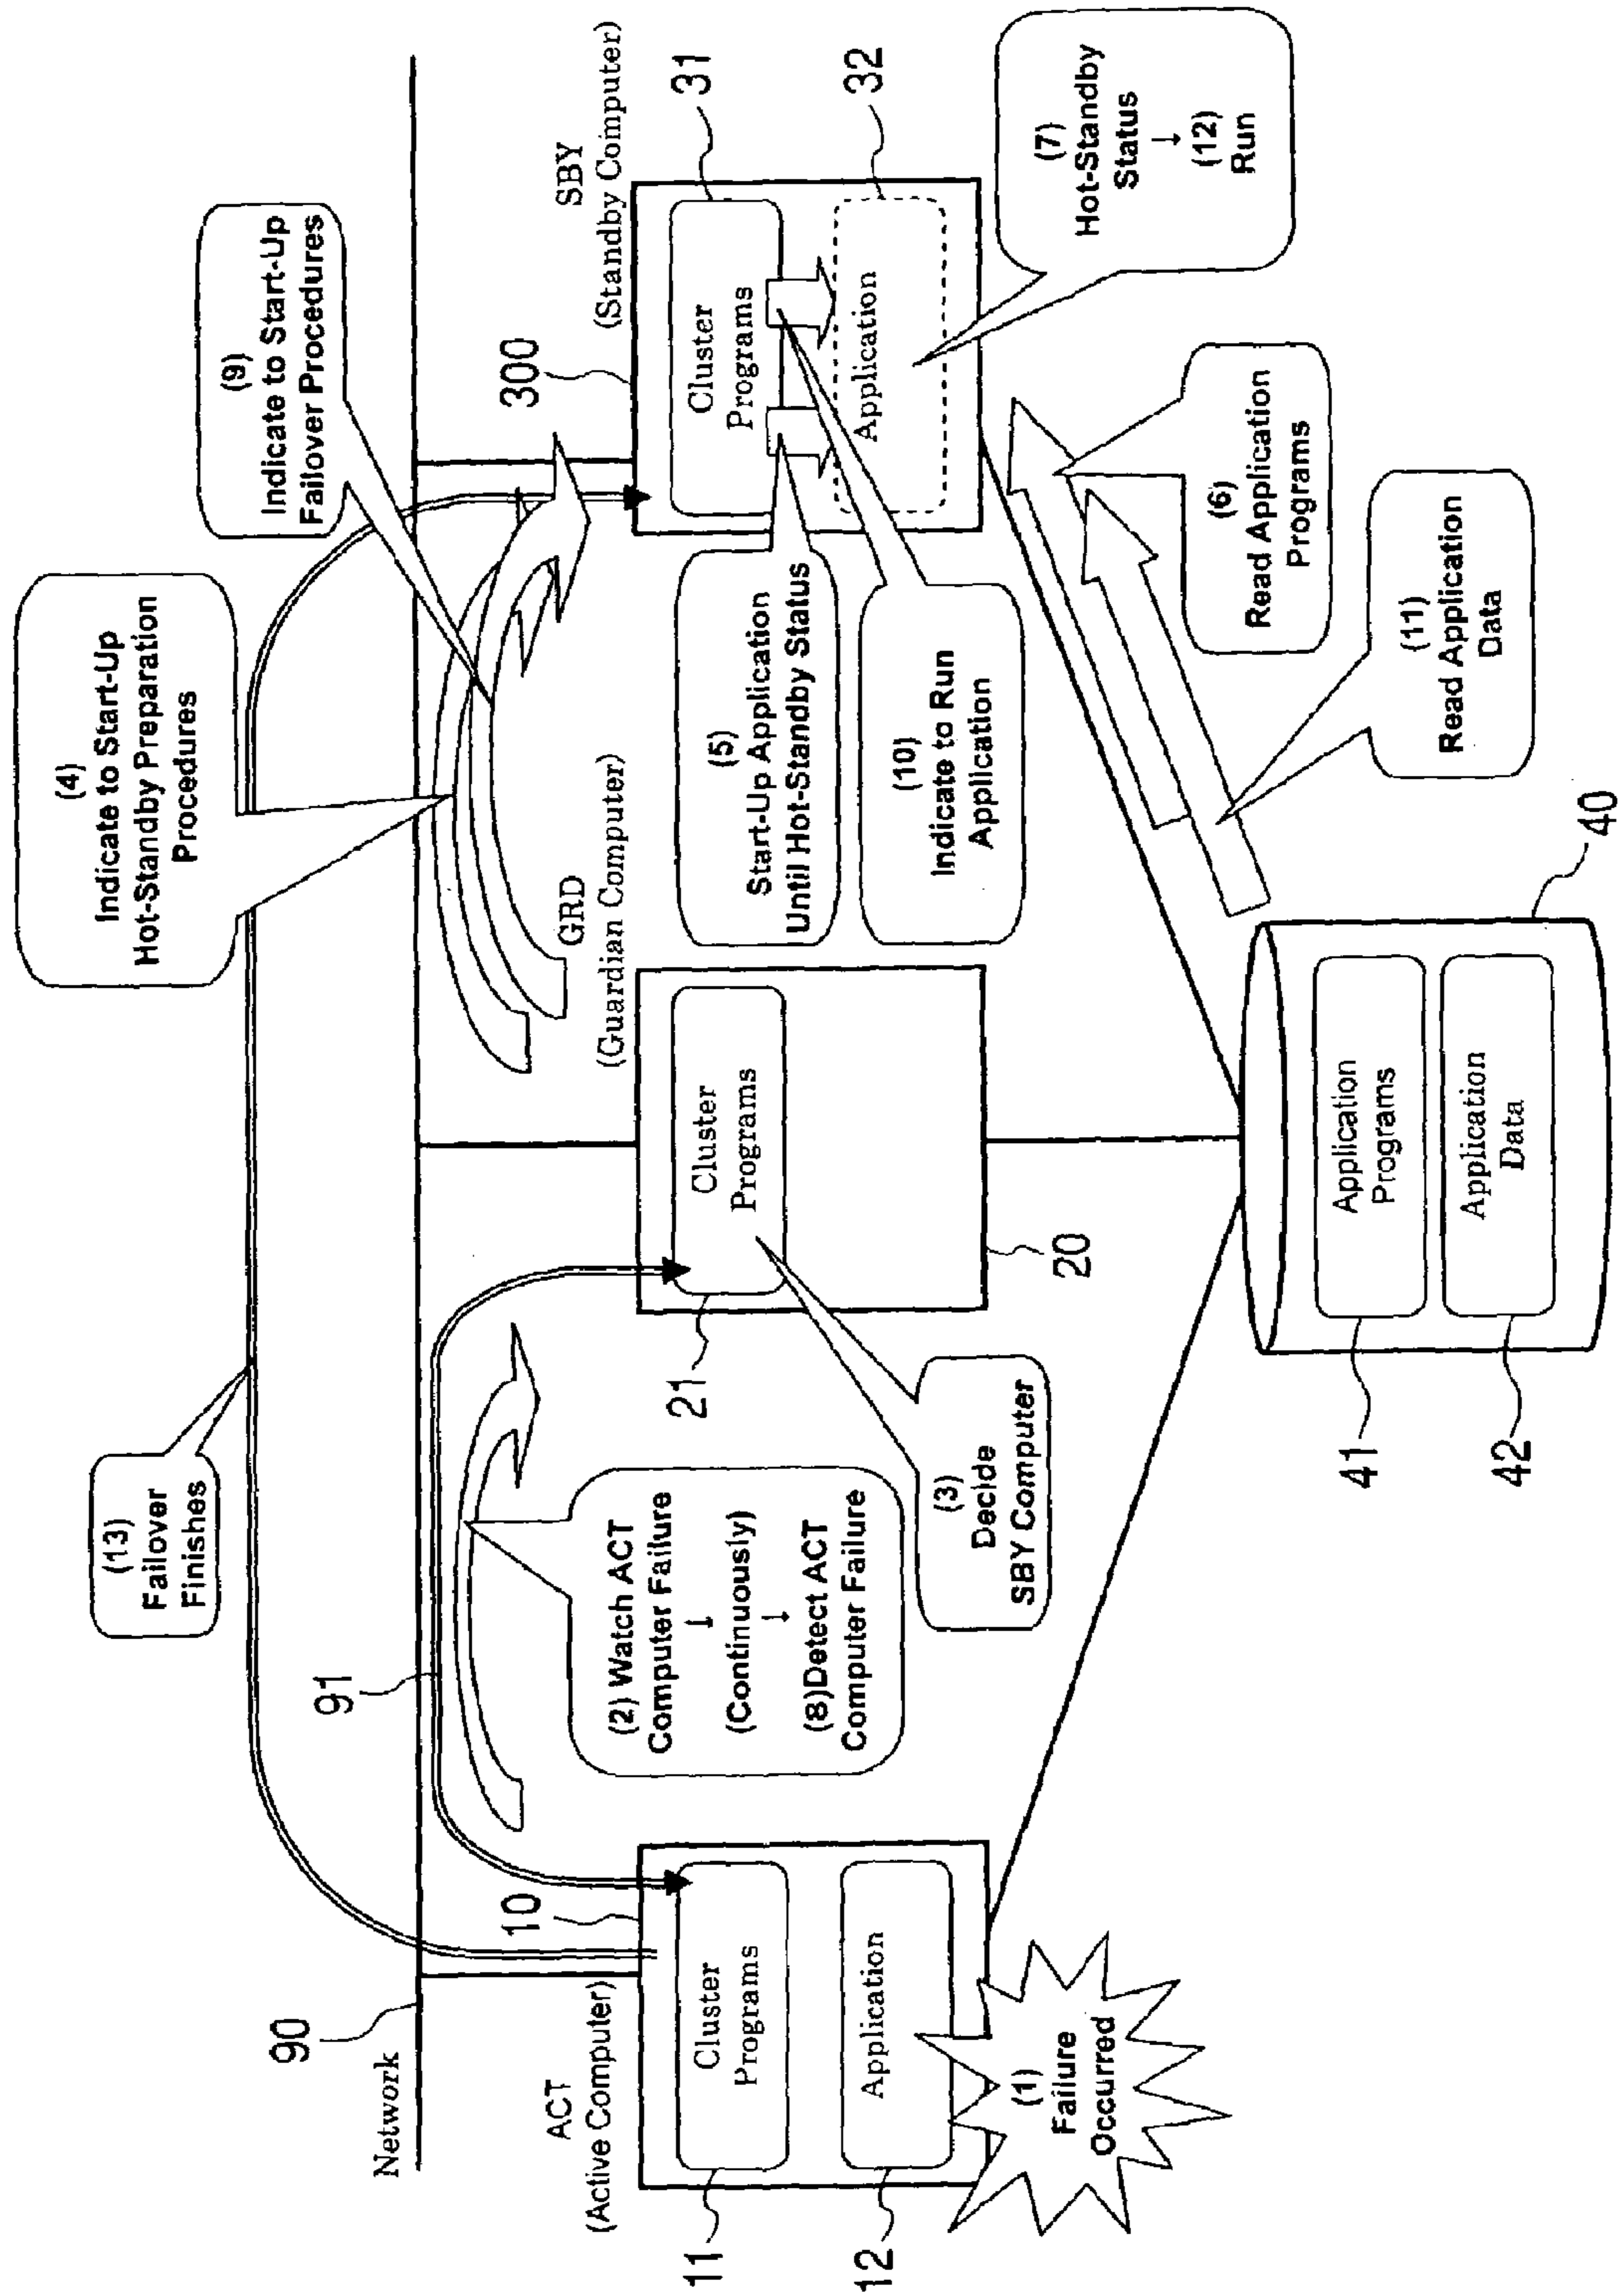 (4)
Indicate to Start-Up
Hot-Standby Preparation
Procedures
(9)
Indicate to Start-Up
Failover Procedures
(13)
Failover
Finishes
90
Network
91
ACT
(Active Computer)
10
GRD
(Guardian Computer)
300
SBY
(Standby Computer)
11
Cluster
Programs
12
Application
(1)
Failure
Occurred
(2) Watch ACT
Computer Failure
↓
(Continuously)
↓
(8)Detect ACT
Computer Failure
21
Cluster
Programs
20
(3)
Decide
SBY Computer
(5)
Start-Up Application
Until Hot-Standby Status
(10)
Indicate to Run
Application
31
Cluster
Programs
32
Application
(7)
Hot-Standby
Status
↓
(12)
Run
(6)
Read Application
Programs
(11)
Read Application
Data
40
41
Application
Programs
42
Application
Data